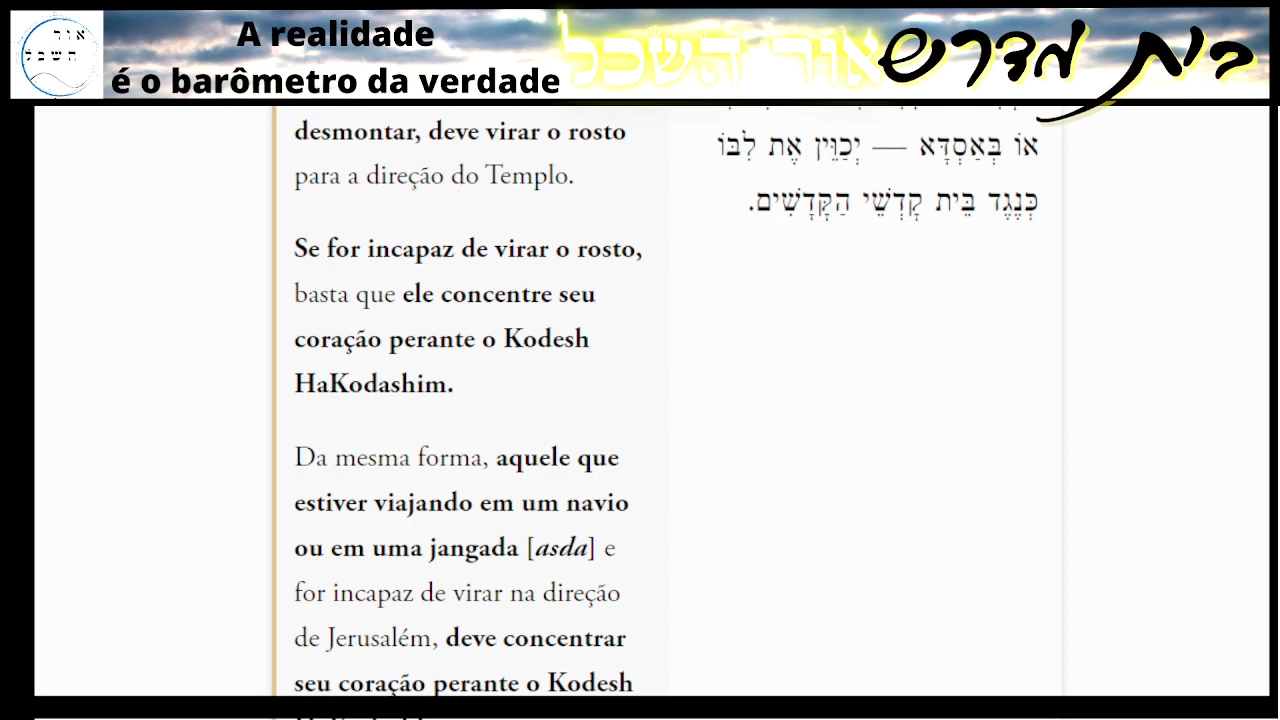 אור
השכל
A realidade
é o barômetro da verdade
אור השכל
בית מדרש
desmontar, deve virar o rosto
para a direção do Templo.
Se for incapaz de virar o rosto,
basta que ele concentre seu
coração perante o Kodesh
HaKodashim.
Da mesma forma, aquele que
estiver viajando em um navio
ou em uma jangada [asda] e
for incapaz de virar na direção
de Jerusalém, deve concentrar
seu coração perante o Kodesh
אוֹ בְּאַסְדָּא — יְכַוֵּין אֶת לִבּוֹ
כְּנֶגֶד בֵּית קׇדְשֵׁי הַקֳּדָשִׁים.